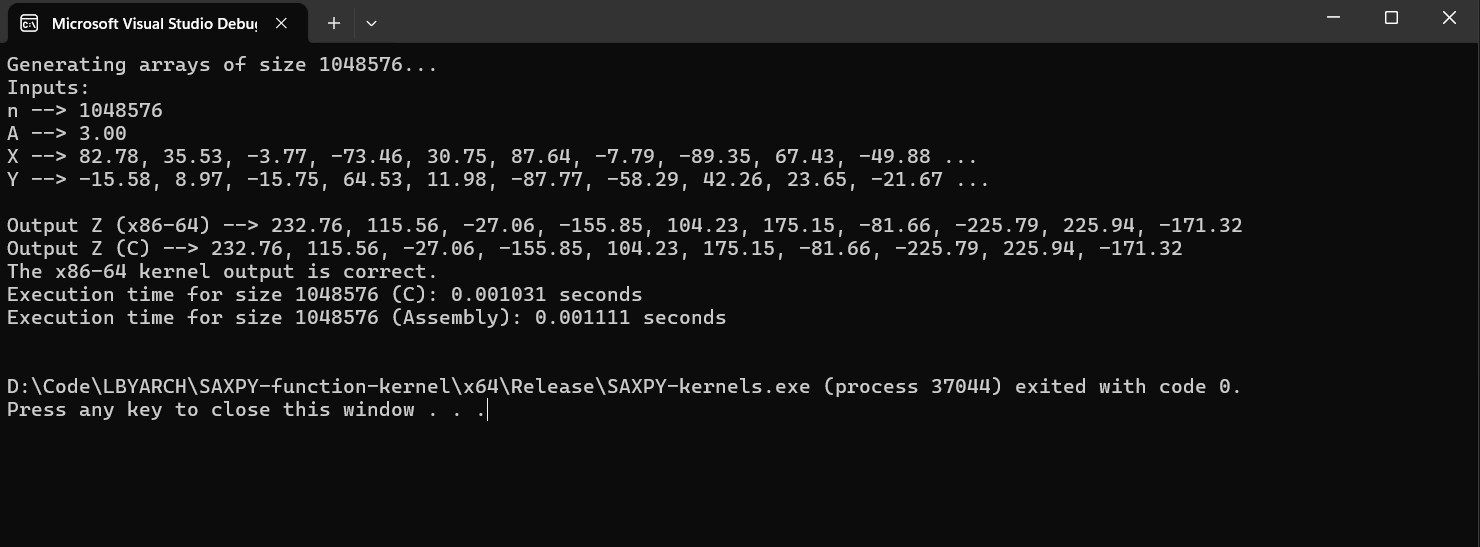 Microsoft Visual Studio Debug
Generating arrays of size 1048576...
Inputs:
n --> 1048576
A --> 3.00
X --> 82.78, 35.53, -3.77, -73.46, 30.75, 87.64, -7.79, -89.35, 67.43, -49.88 ...
Y --> -15.58, 8.97, -15.75, 64.53, 11.98, -87.77, -58.29, 42.26, 23.65, -21.67 ...
Output Z (x86-64) --> 232.76, 115.56, -27.06, -155.85, 104.23, 175.15, -81.66, -225.79, 225.94, -171.32
Output Z (C) --> 232.76, 115.56, -27.06, -155.85, 104.23, 175.15, -81.66, -225.79, 225.94, -171.32
The x86-64 kernel output is correct.
Execution time for size 1048576 (C): 0.001031 seconds
Execution time for size 1048576 (Assembly): 0.001111 seconds
D:\Code\LBYARCH\SAXPY-function-kernel\x64\Release\SAXPY-kernels.exe (process 37044) exited with code 0.
Press any key to close this window . . .